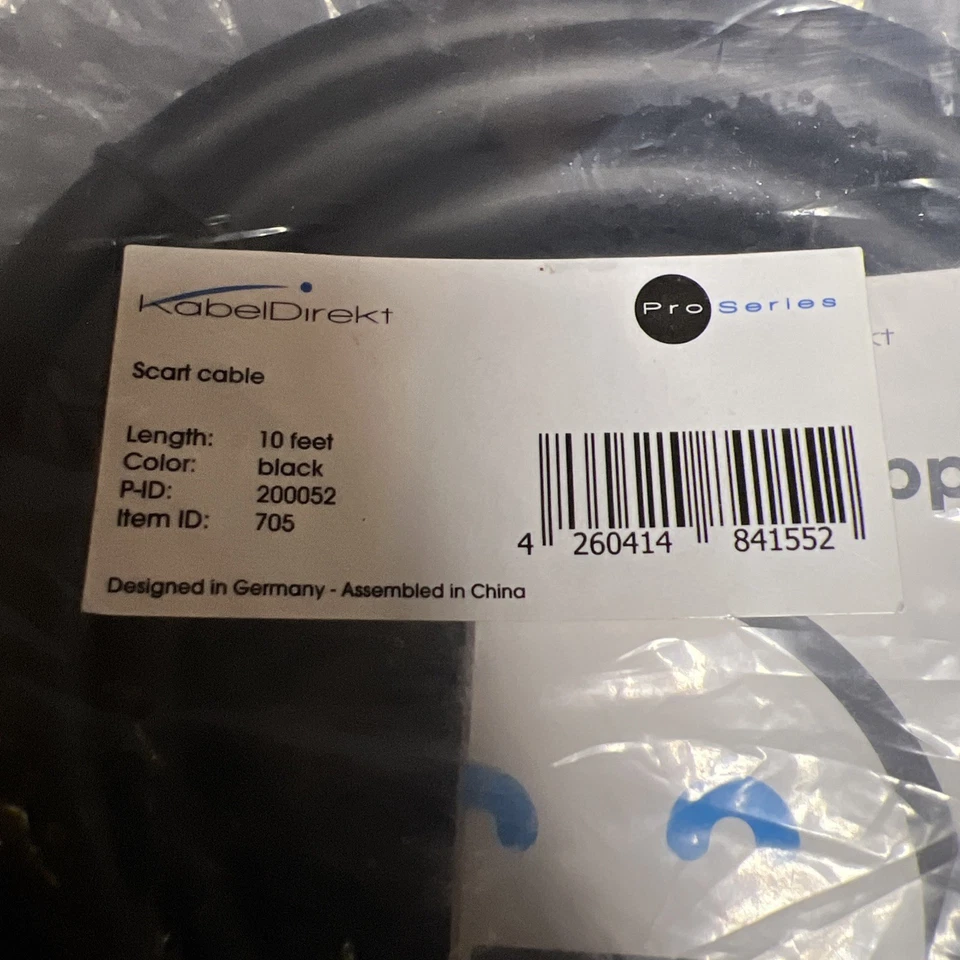 KabelDirekt
Pro Series
Scart cable
Length: 10 feet
Color: black
P-ID: 200052
Item ID: 705
4 260414 841552
Designed in Germany - Assembled in China